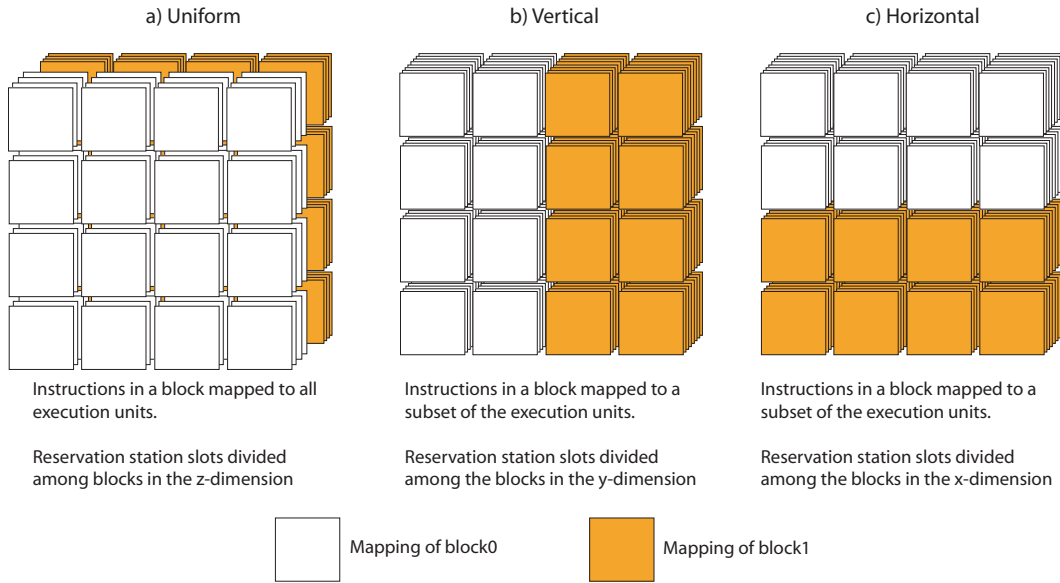 a) Uniform
b) Vertical
c) Horizontal
Instructions in a block mapped to all
execution units.
Reservation station slots divided
among blocks in the z-dimension
Instructions in a block mapped to a
subset of the execution units.
Reservation station slots divided
among the blocks in the y-dimension
Instructions in a block mapped to a
subset of the execution units.
Reservation station slots divided
among the blocks in the x-dimension
Mapping of block0
Mapping of block1